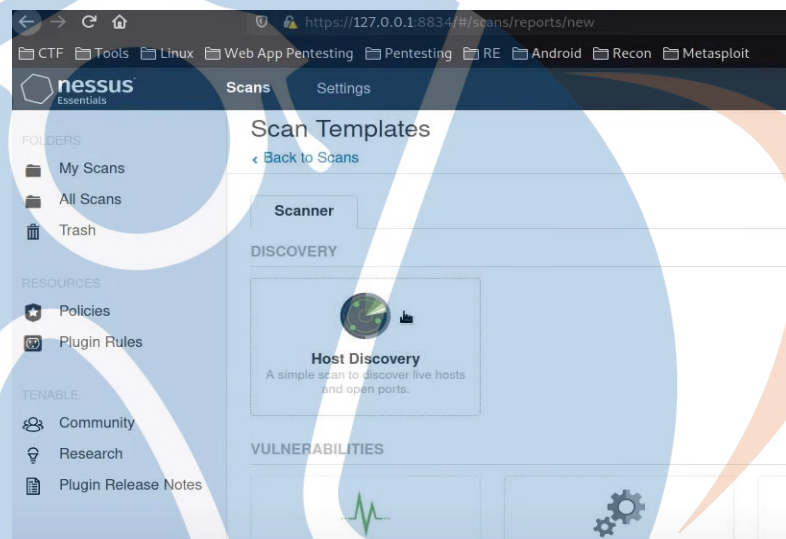 https://127.0.0.1:8834/#/scans/reports/new
CTF Tools Linux Web App Pentesting Pentesting RE Android Recon Metasploit
nessus
Essentials
Scans Settings
FOLDERS
My Scans
All Scans
Trash
RESOURCES
Policies
Plugin Rules
TENABLE
Community
Research
Plugin Release Notes
Scan Templates
‹ Back to Scans
Scanner
DISCOVERY
Host Discovery
A simple scan to discover live hosts
and open ports.
VULNERABILITIES